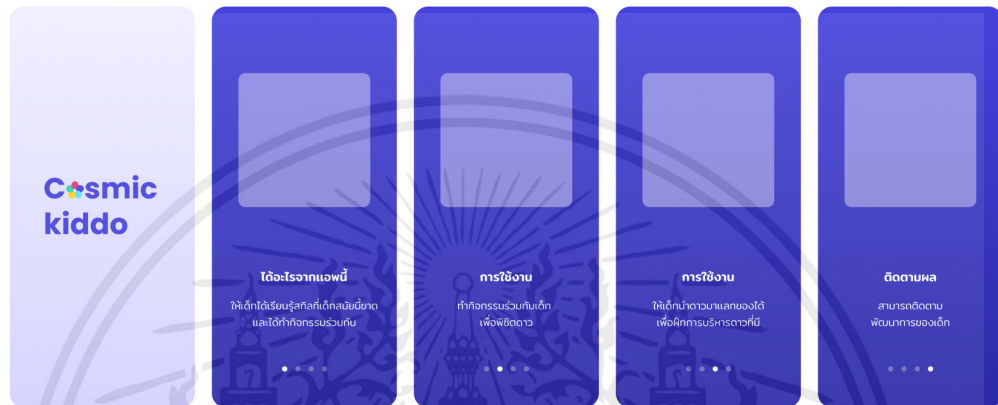 Cosmic
kiddo
ได้อะไรจากแอพนี้
ให้เด็กได้เรียนรู้สกิลที่เด็กสมัยนี้ขาด
และได้ทำกิจกรรมร่วมกัน
การใช้งาน
ทำกิจกรรมร่วมกับเด็ก
เพื่อพิชิตดาว
การใช้งาน
ให้เด็กนำดาวมาแลกของได้
เพื่อฝึกการบริหารดาวที่มี
ติดตามผล
สามารถติดตาม
พัฒนาการของเด็ก